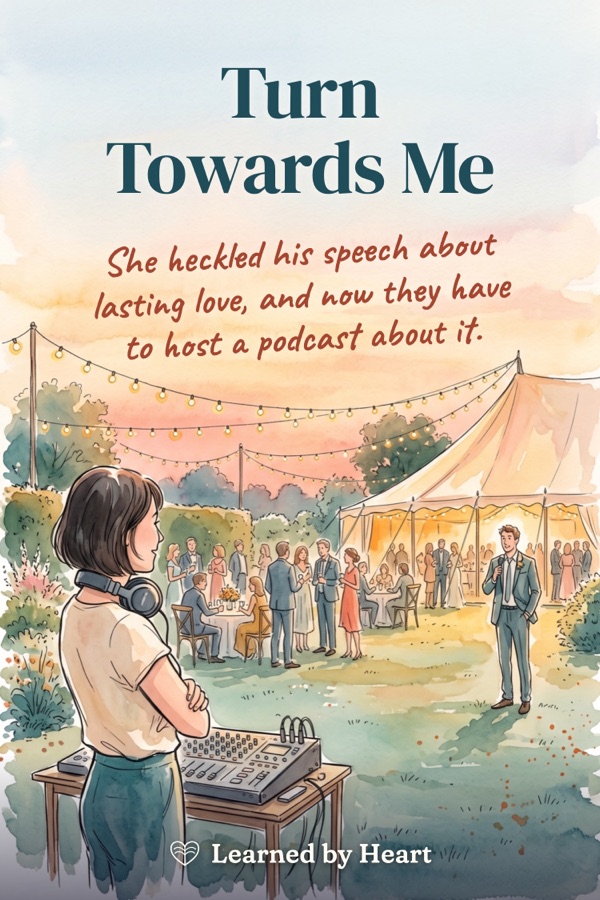 Turn
Towards Me
She heckled his speech about
lasting love, and now they have
to host a podcast about it.
Learned by Heart